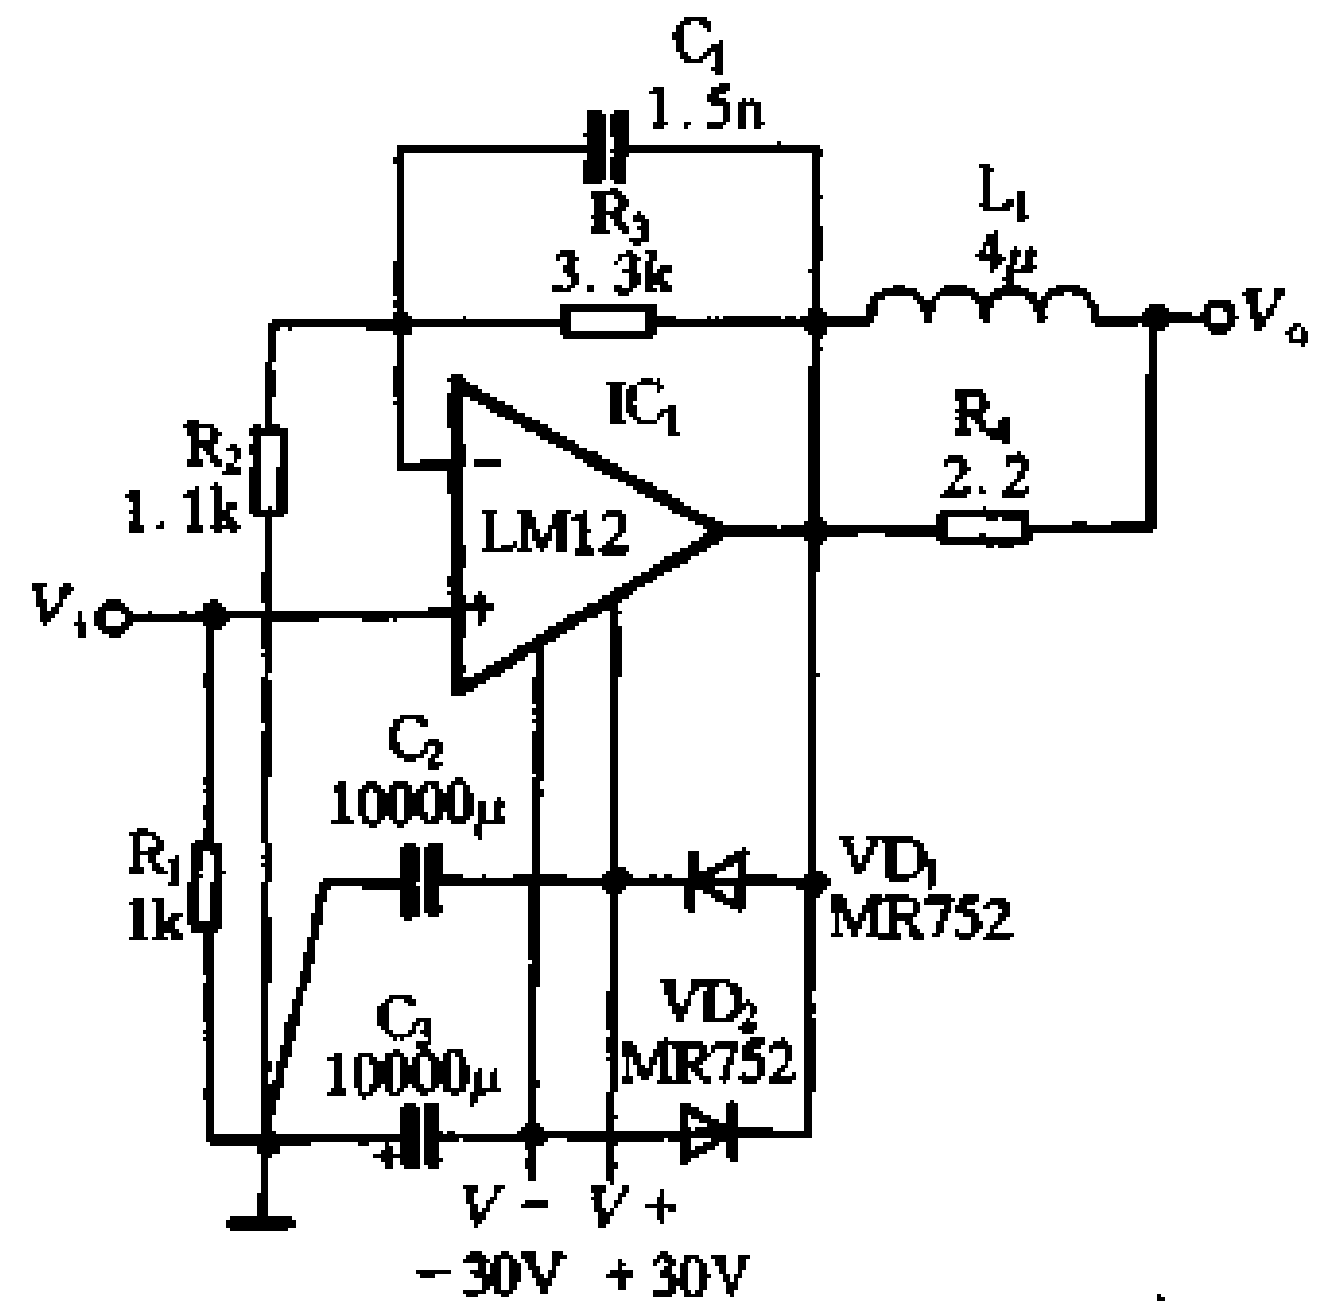 C₁
1.5n
R₃
3.3k
L₁
4μ
Vₒ
IC₁
R₄
2.2
R₂
1.1k
−
LM12
+
Vᵢ
C₂
10000μ
R₁
1k
VD₁
MR752
C₃
10000μ
VD₂
MR752
+
V − V +
−30V +30V